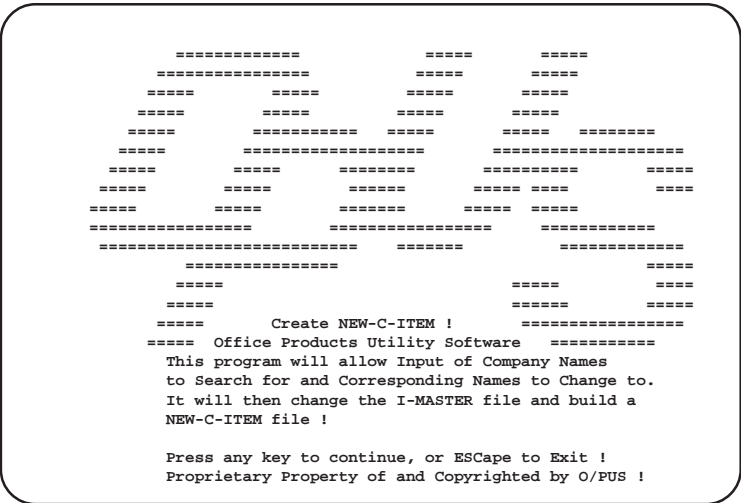 Create NEW-C-ITEM !
Office Products Utility Software
This program will allow Input of Company Names
to Search for and Corresponding Names to Change to.
It will then change the I-MASTER file and build a
NEW-C-ITEM file !
Press any key to continue, or ESCape to Exit !
Proprietary Property of and Copyrighted by O/PUS !